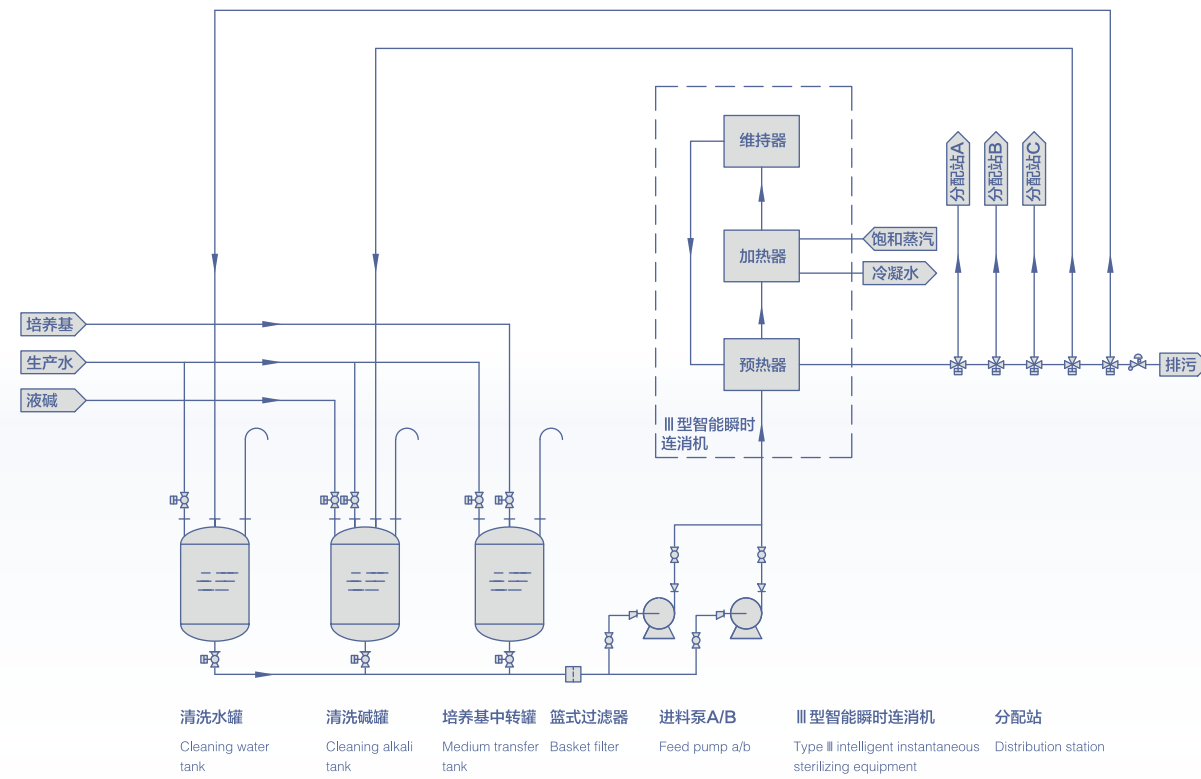 维持器
分配站A
分配站B
分配站C
饱和蒸汽
加热器
冷凝水
培养基
生产水
预热器
排污
液碱
Ⅲ型智能瞬时
连消机
清洗水罐
Cleaning water
tank
清洗碱罐
Cleaning alkali
tank
培养基中转罐
Medium transfer
tank
篮式过滤器
Basket filter
进料泵A/B
Feed pump a/b
Ⅲ型智能瞬时连消机
Type Ⅲ intelligent instantaneous
sterilizing equipment
分配站
Distribution station